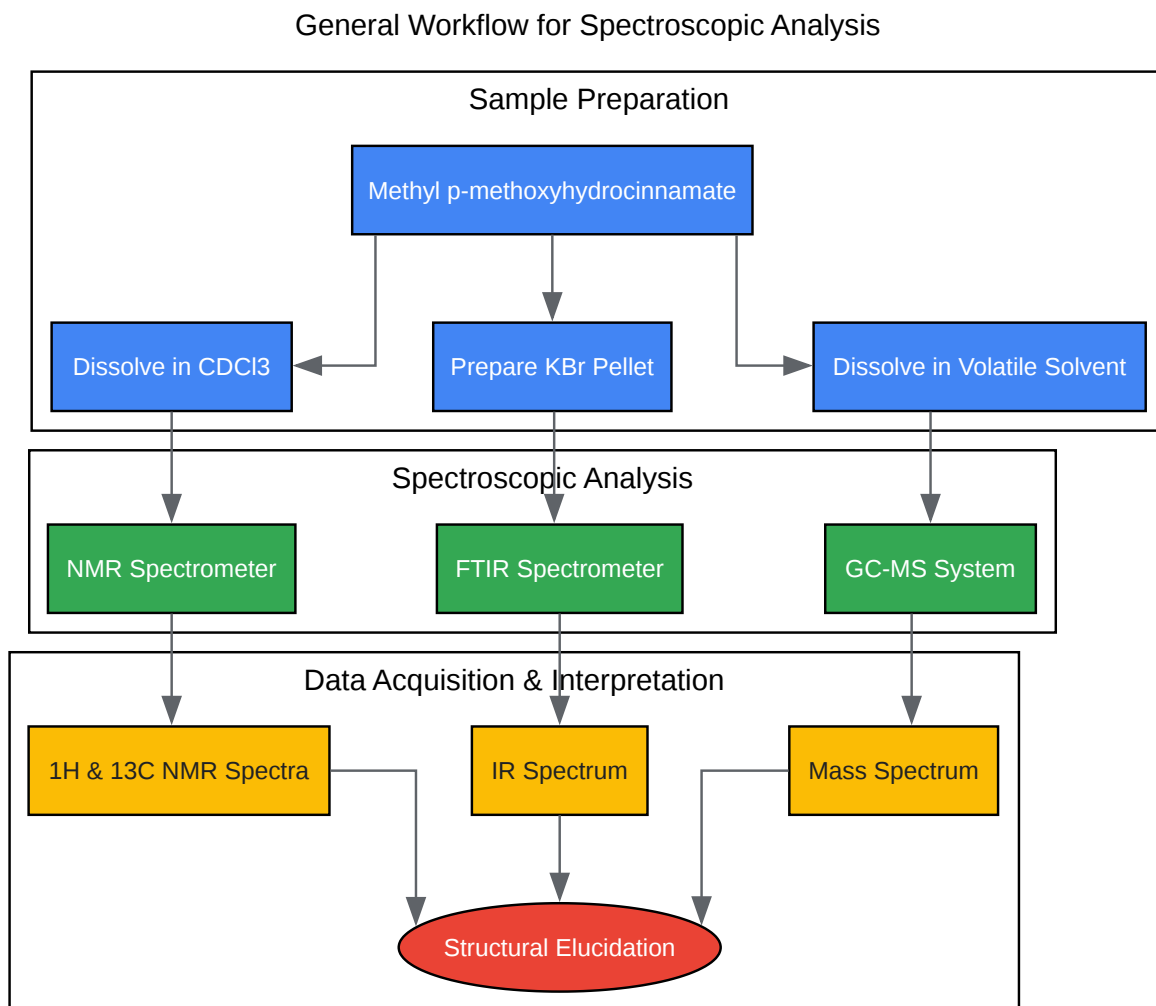 General Workflow for Spectroscopic Analysis
Sample Preparation
Methyl p-methoxyhydrocinnamate
Dissolve in CDCl3
Prepare KBr Pellet
Dissolve in Volatile Solvent
Spectroscopic Analysis
NMR Spectrometer
FTIR Spectrometer
GC-MS System
Data Acquisition & Interpretation
1H & 13C NMR Spectra
IR Spectrum
Mass Spectrum
Structural Elucidation